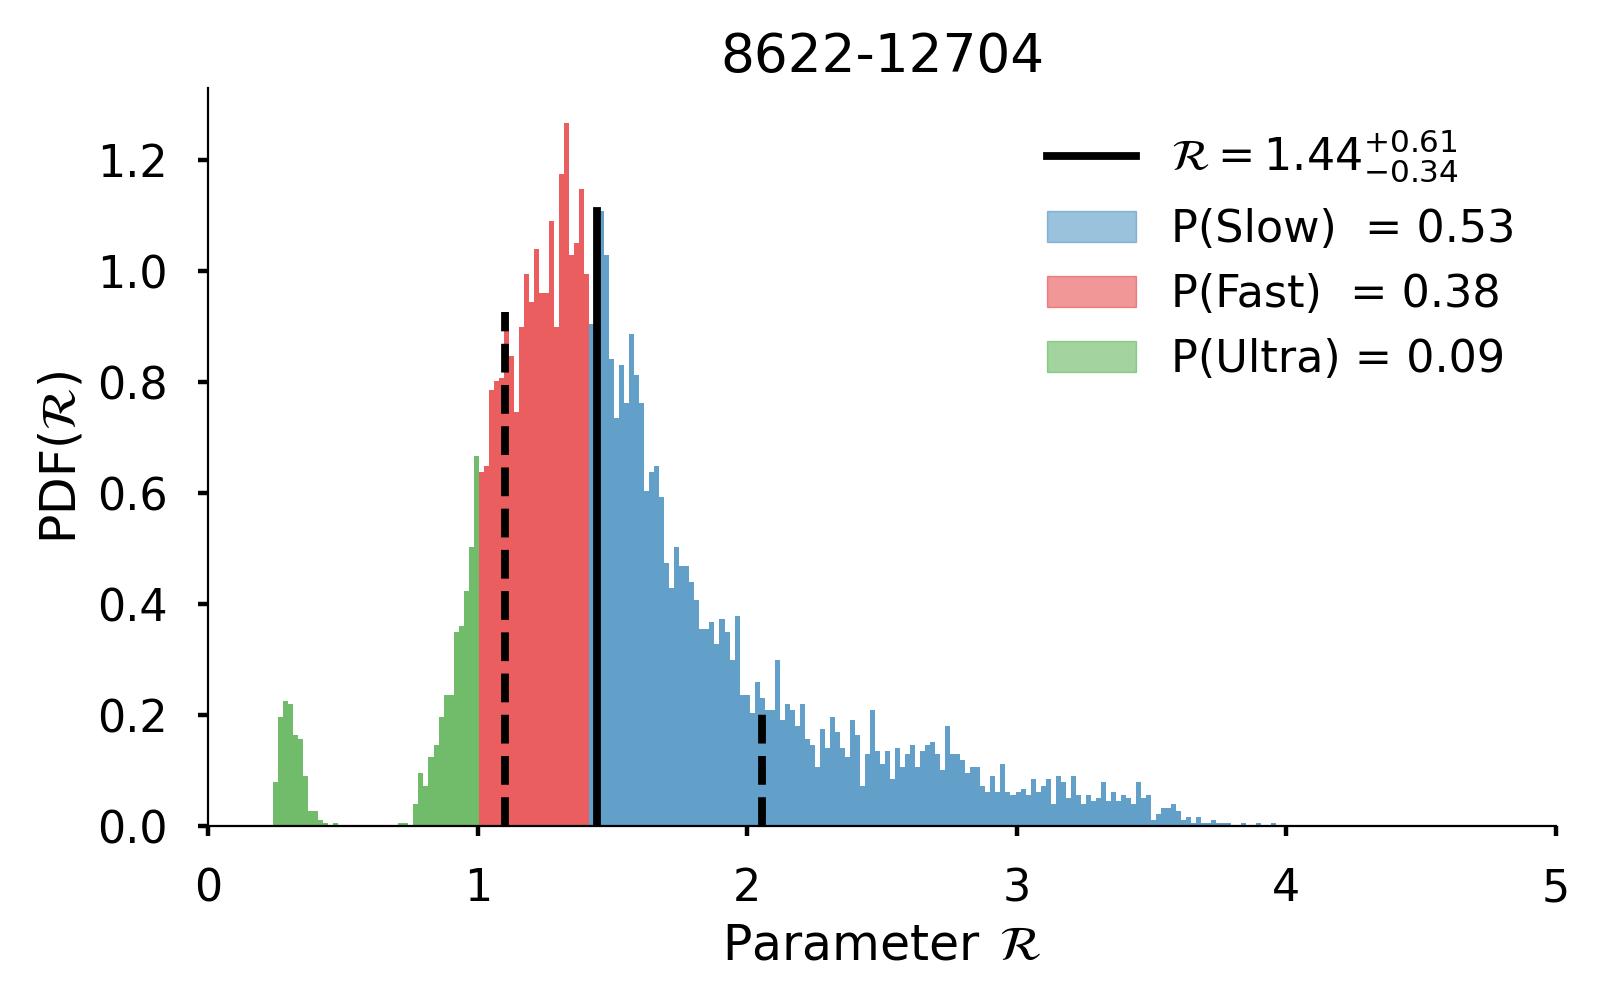 8622-12704
1.2
1.0
0.8
0.6
0.4
0.2
0.0
PDF(ℛ)
ℛ = 1.44+0.61−0.34
P(Slow) = 0.53
P(Fast) = 0.38
P(Ultra) = 0.09
0 1 2 3 4 5
Parameter ℛ